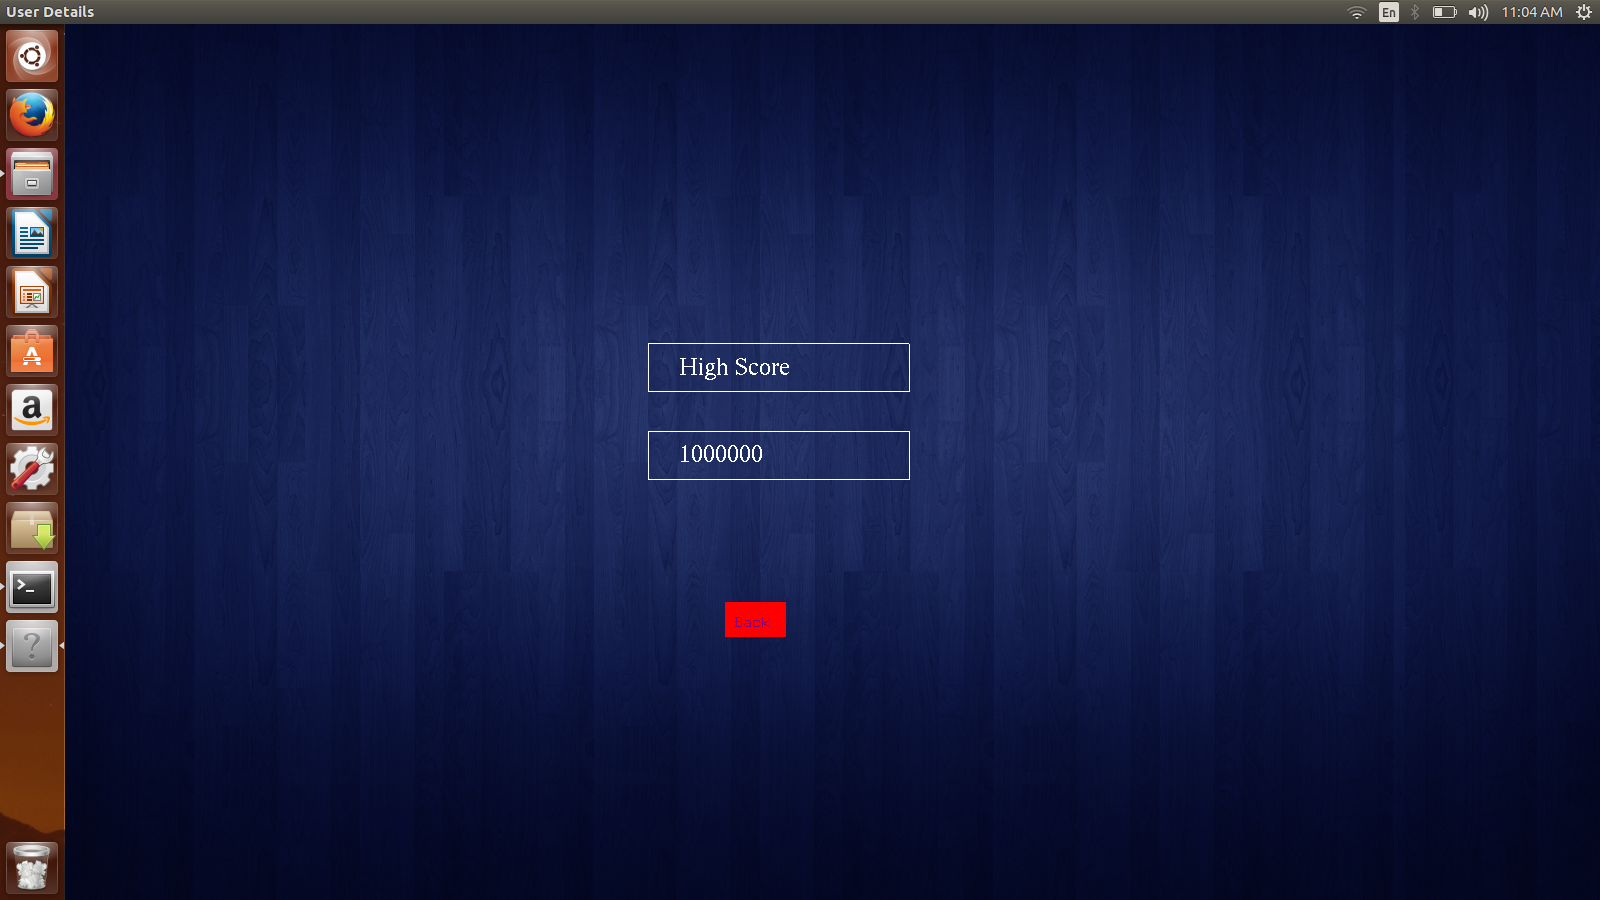 User Details
En
11:04 AM
High Score
1000000
Back